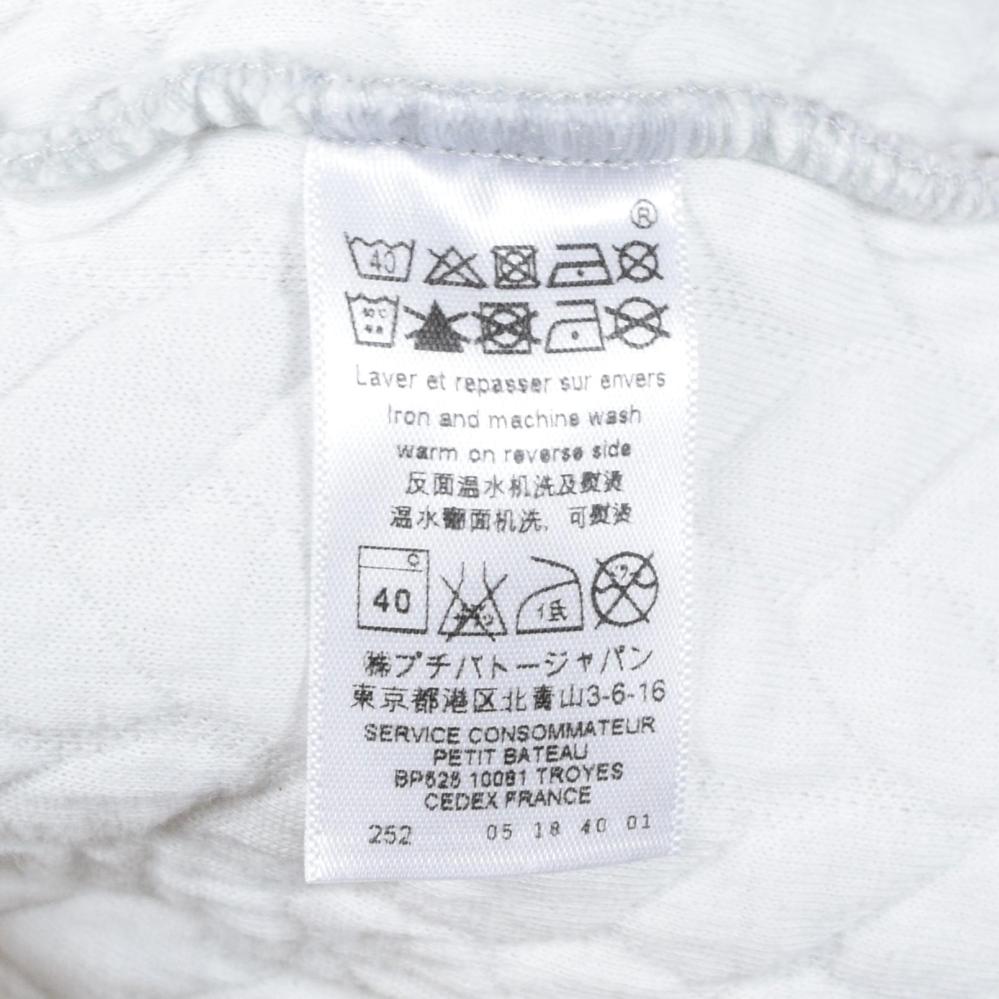 ®
40
40℃
Laver et repasser sur envers
Iron and machine wash
warm on reverse side
反面温水机洗及熨烫
温水翻面机洗, 可熨烫
C
40
低
㈱プチバトージャパン
東京都港区北青山3-6-16
SERVICE CONSOMMATEUR
PETIT BATEAU
BP525 10081 TROYES
CEDEX FRANCE
252 05 18 40 01